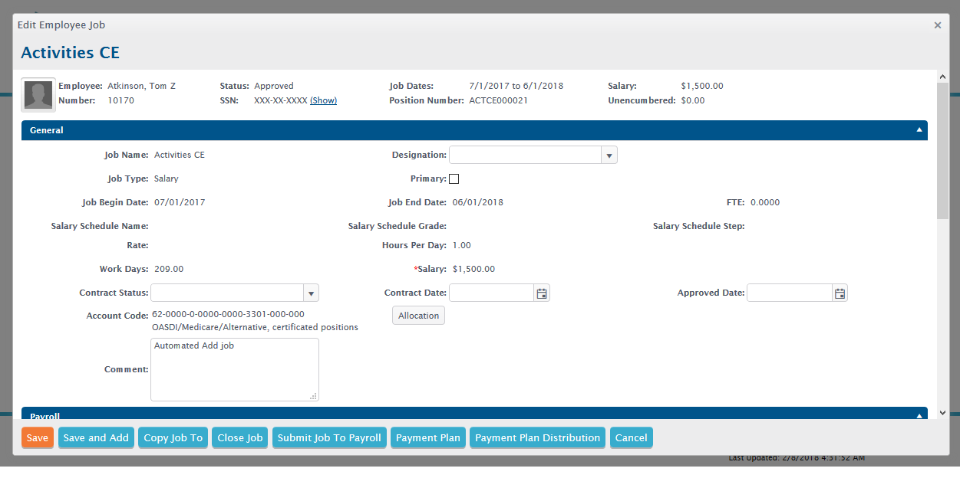 Edit Employee Job ×
Activities CE
Employee: Atkinson, Tom Z Status: Approved Job Dates: 7/1/2017 to 6/1/2018 Salary: $1,500.00
Number: 10170 SSN: XXX-XX-XXXX (Show) Position Number: ACTCE000021 Unencumbered: $0.00
General
Job Name: Activities CE Designation:
Job Type: Salary Primary:
Job Begin Date: 07/01/2017 Job End Date: 06/01/2018 FTE: 0.0000
Salary Schedule Name: Salary Schedule Grade: Salary Schedule Step:
Rate: Hours Per Day: 1.00
Work Days: 209.00 *Salary: $1,500.00
Contract Status: Contract Date: Approved Date:
Account Code: 62-0000-0-0000-0000-3301-000-000 Allocation
OASDI/Medicare/Alternative, certificated positions
Automated Add job
Comment:
Payroll
Save Save and Add Copy Job To Close Job Submit Job To Payroll Payment Plan Payment Plan Distribution Cancel
Last Updated: 2/8/2018 4:31:52 AM